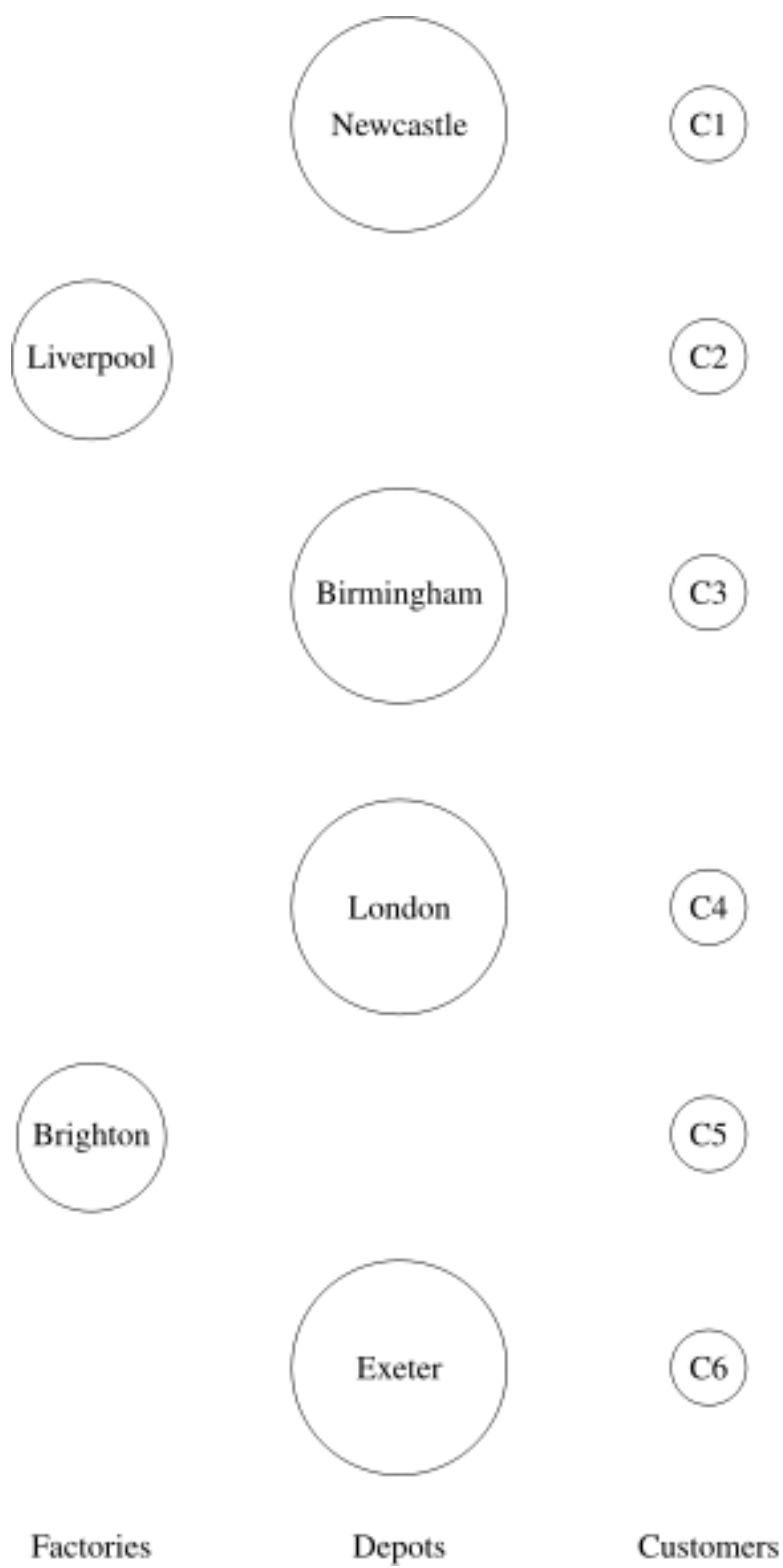 Newcastle
C1
Liverpool
C2
Birmingham
C3
London
C4
Brighton
C5
Exeter
C6
Factories
Depots
Customers